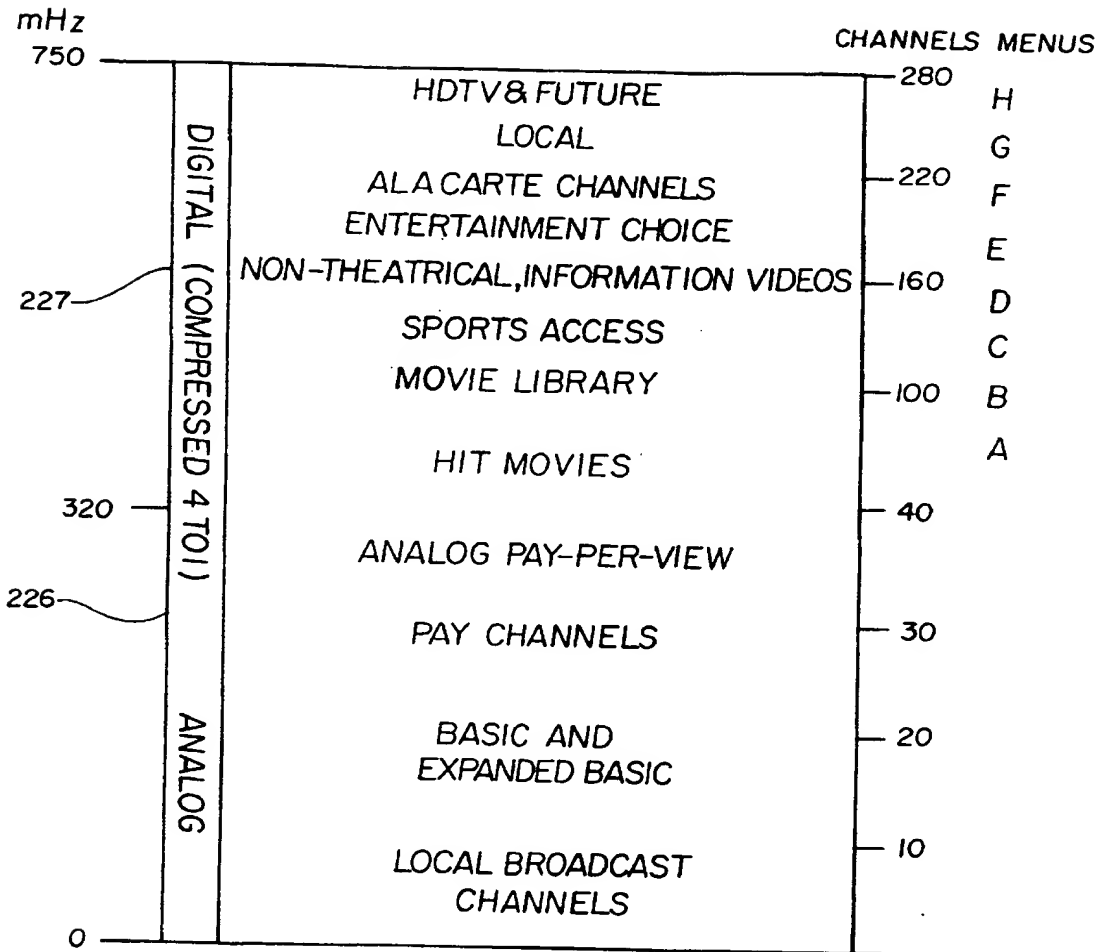 mHz
CHANNELS MENUS
750
280
HDTV & FUTURE
H
LOCAL
G
220
ALA CARTE CHANNELS
F
ENTERTAINMENT CHOICE
E
DIGITAL (COMPRESSED 4 TO 1)
227
NON-THEATRICAL, INFORMATION VIDEOS
160
D
SPORTS ACCESS
C
MOVIE LIBRARY
100
B
HIT MOVIES
A
320
40
ANALOG PAY-PER-VIEW
226
PAY CHANNELS
30
ANALOG
BASIC AND
EXPANDED BASIC
20
10
LOCAL BROADCAST
CHANNELS
0